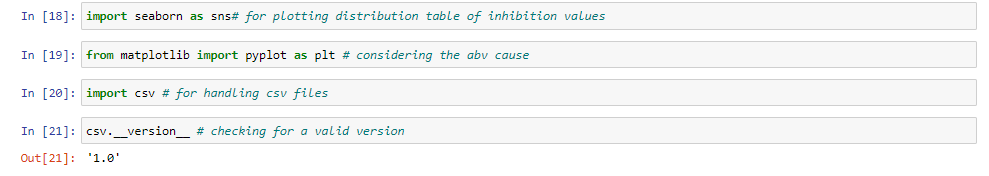 In [18]: import seaborn as sns# for plotting distribution table of inhibition values
In [19]: from matplotlib import pyplot as plt # considering the abv cause
In [20]: import csv # for handling csv files
In [21]: csv.__version__ # checking for a valid version
Out[21]: '1.0'